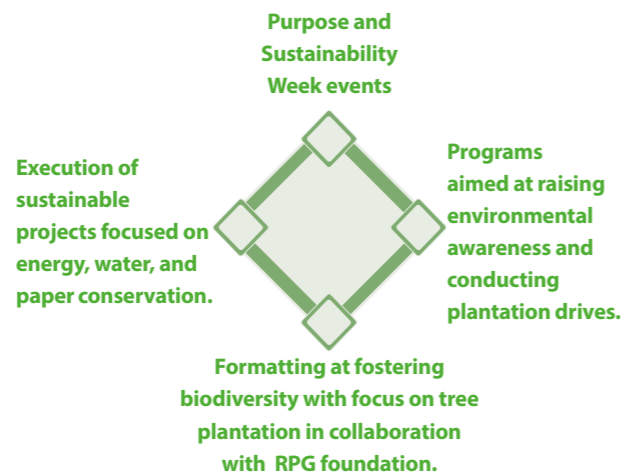 Purpose and
Sustainability
Week events
Execution of
sustainable
projects focused on
energy, water, and
paper conservation.
Programs
aimed at raising
environmental
awareness and
conducting
plantation drives.
Formatting at fostering
biodiversity with focus on tree
plantation in collaboration
with RPG foundation.